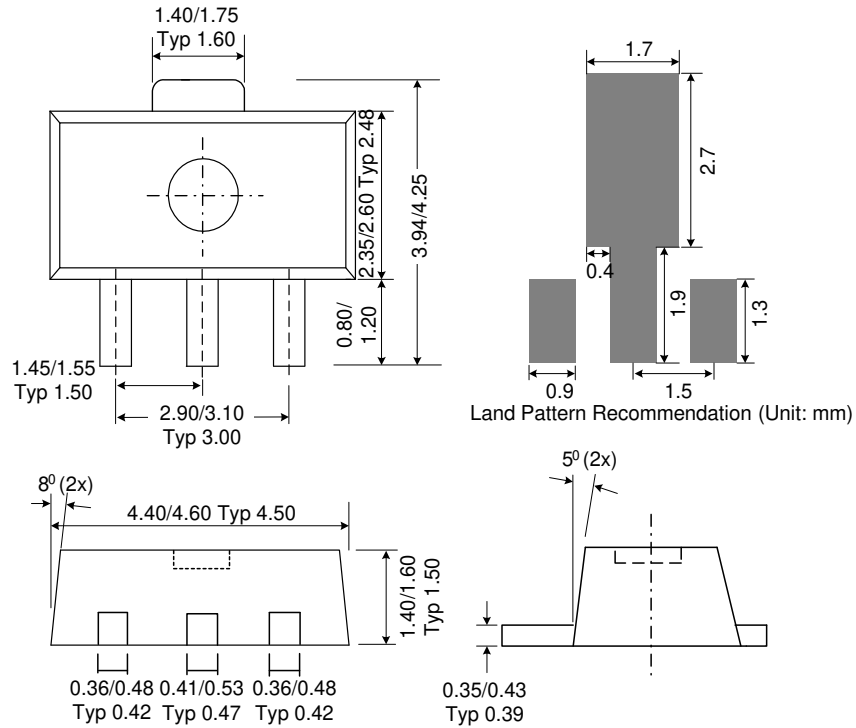 1.40/1.75
Typ 1.60
2.35/2.60 Typ 2.48
3.94/4.25
0.80/
1.20
1.45/1.55
Typ 1.50
2.90/3.10
Typ 3.00
1.7
2.7
0.4
1.9
1.3
0.9
1.5
Land Pattern Recommendation (Unit: mm)
8⁰ (2x)
4.40/4.60 Typ 4.50
1.40/1.60
Typ 1.50
0.36/0.48
Typ 0.42
0.41/0.53
Typ 0.47
0.36/0.48
Typ 0.42
5⁰ (2x)
0.35/0.43
Typ 0.39